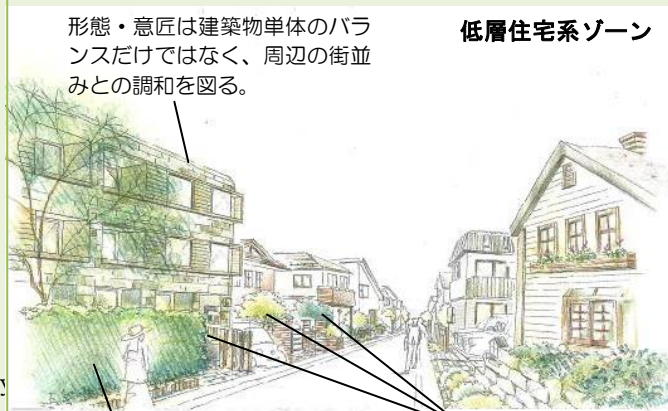 形態・意匠は建築物単体のバラ
ンスだけではなく、周辺の街並
みとの調和を図る。
低層住宅系ゾーン
y